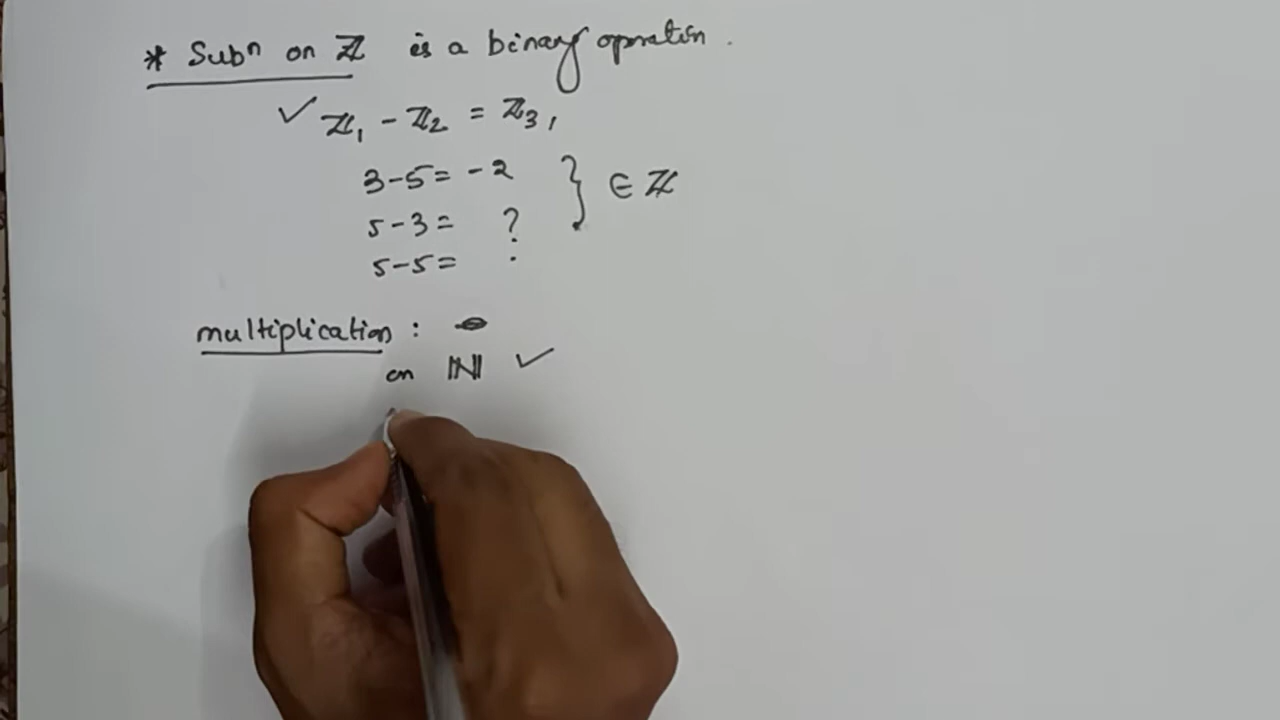 * Subⁿ on ℤ is a binary operation.
✓ ℤ₁ - ℤ₂ = ℤ₃,
3-5 = -2 } ∈ ℤ
5-3 = ?
5-5 = :
multiplication :
on ℕ ✓